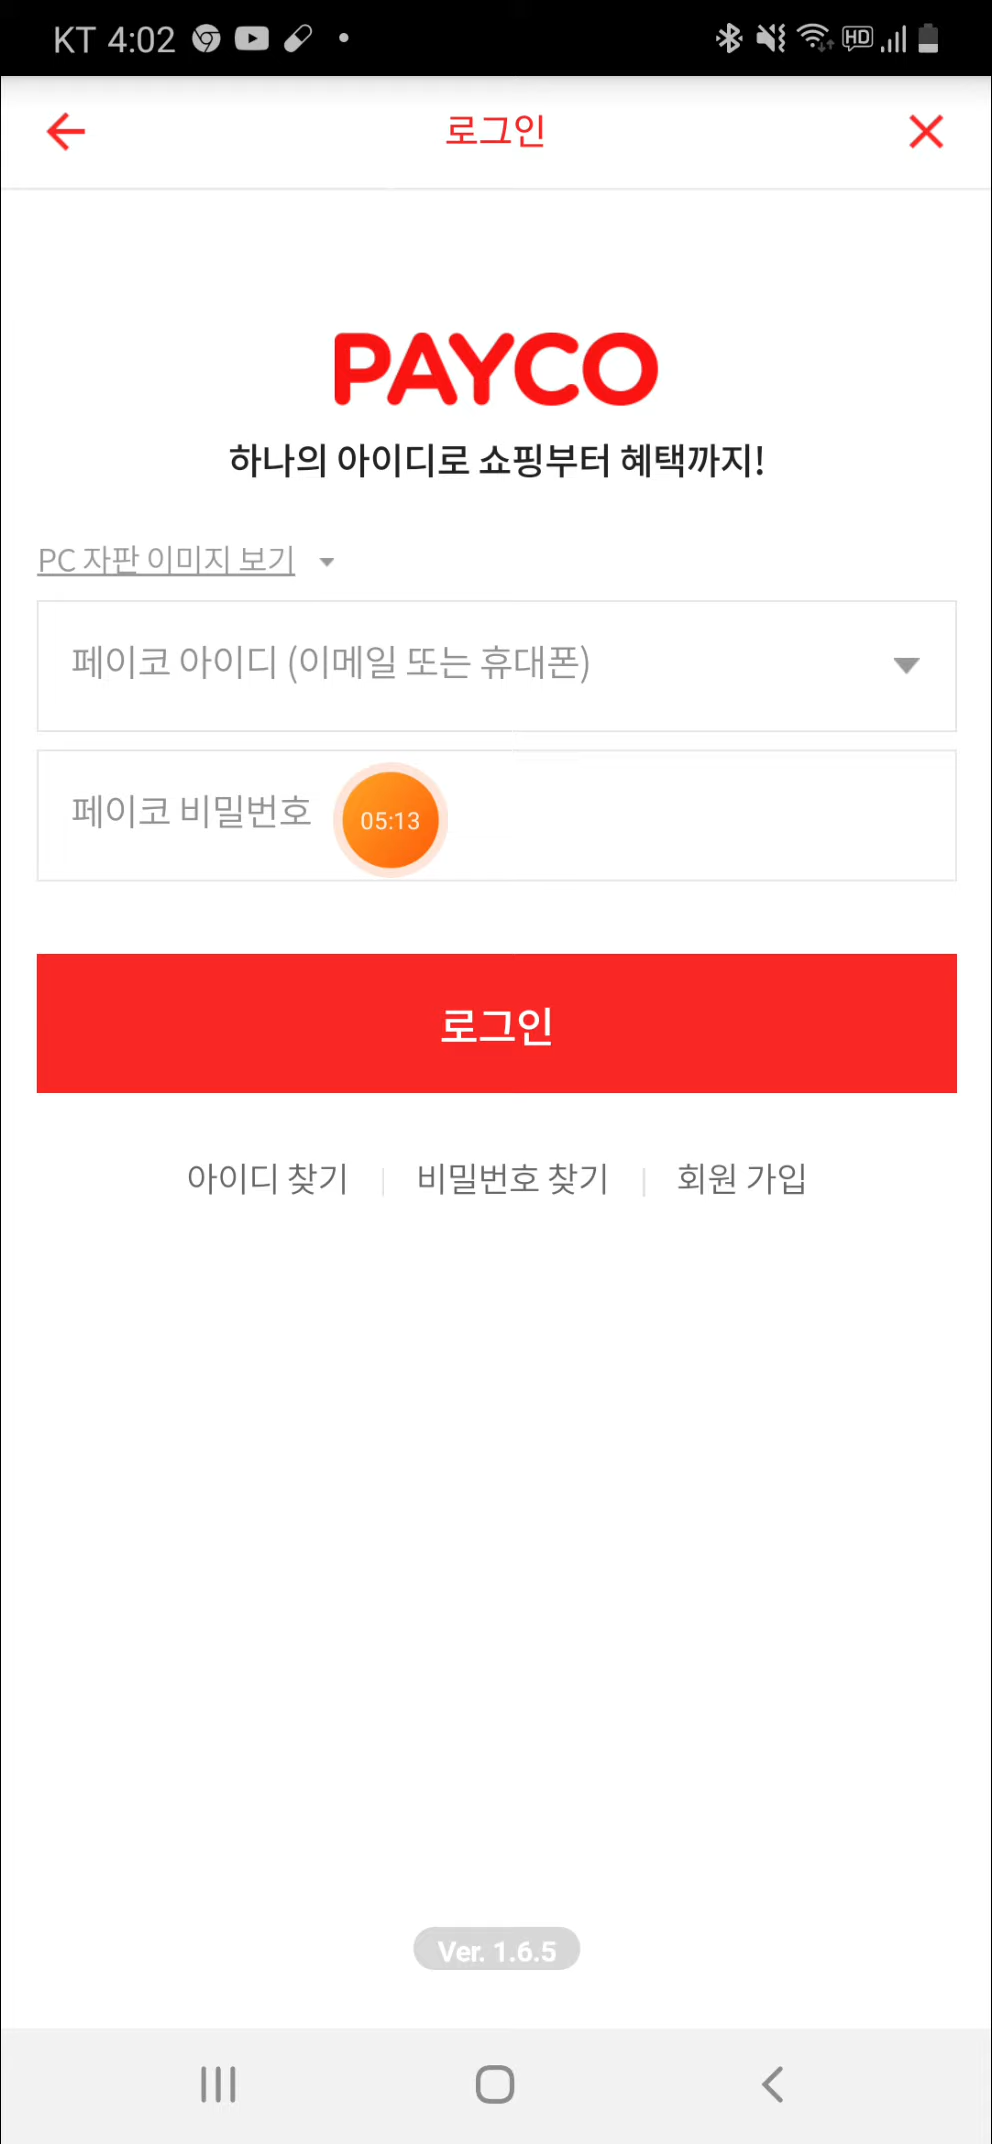 KT 4:02
HD
로그인
PAYCO
하나의 아이디로 쇼핑부터 혜택까지!
PC 자판 이미지 보기
페이코 아이디 (이메일 또는 휴대폰)
페이코 비밀번호
05:13
로그인
아이디 찾기 | 비밀번호 찾기 | 회원 가입
Ver. 1.6.5